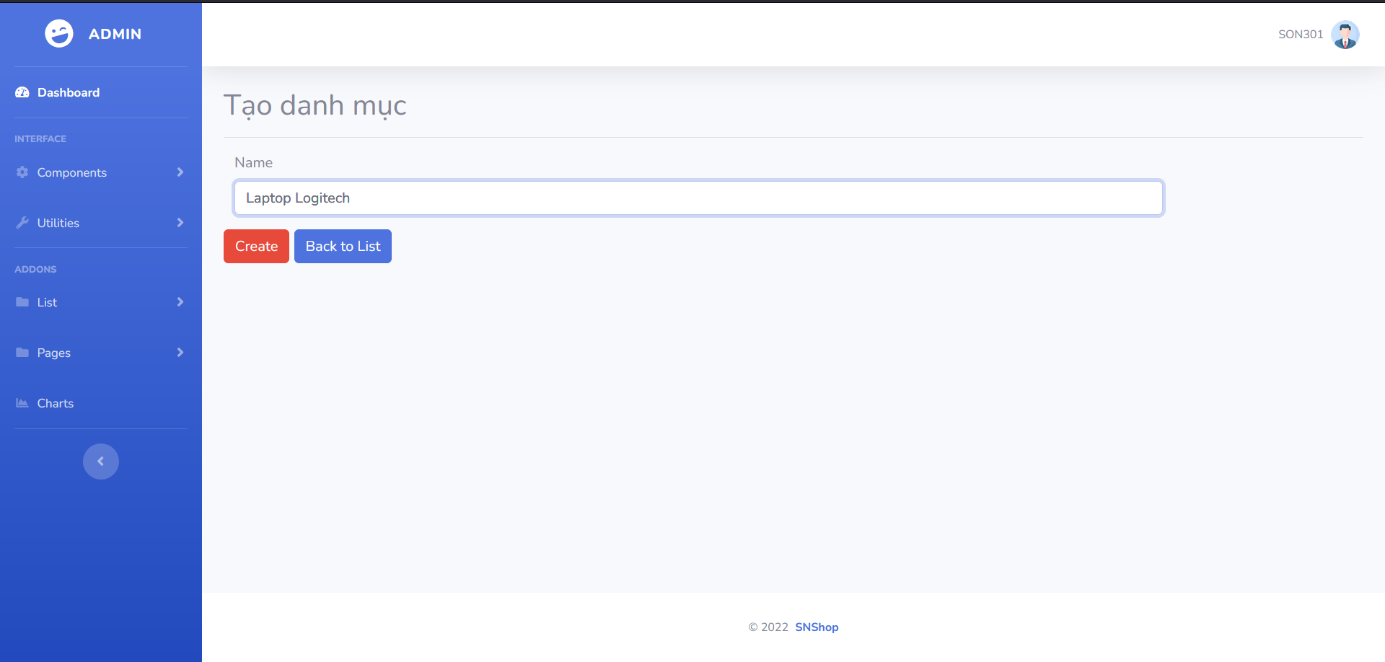 ADMIN
SON301
Dashboard
INTERFACE
Components
Utilities
ADDONS
List
Pages
Charts
Tạo danh mục
Name
Laptop Logitech
Create
Back to List
© 2022 SNShop